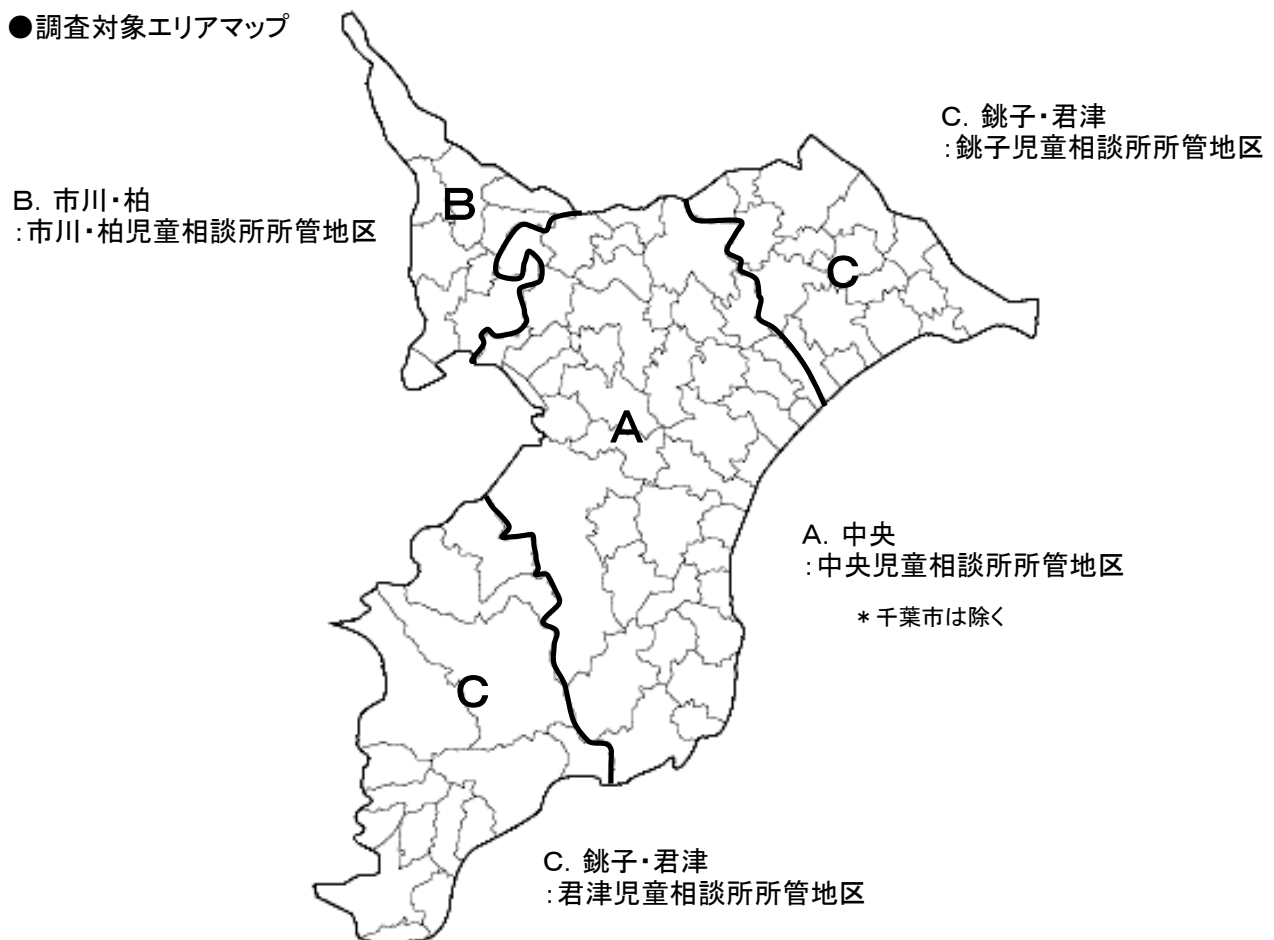 ●調査対象エリアマップ
C. 銚子・君津
:銚子児童相談所所管地区
B. 市川・柏
:市川・柏児童相談所所管地区
B
C
A
A. 中央
:中央児童相談所所管地区
*千葉市は除く
C
C. 銚子・君津
:君津児童相談所所管地区